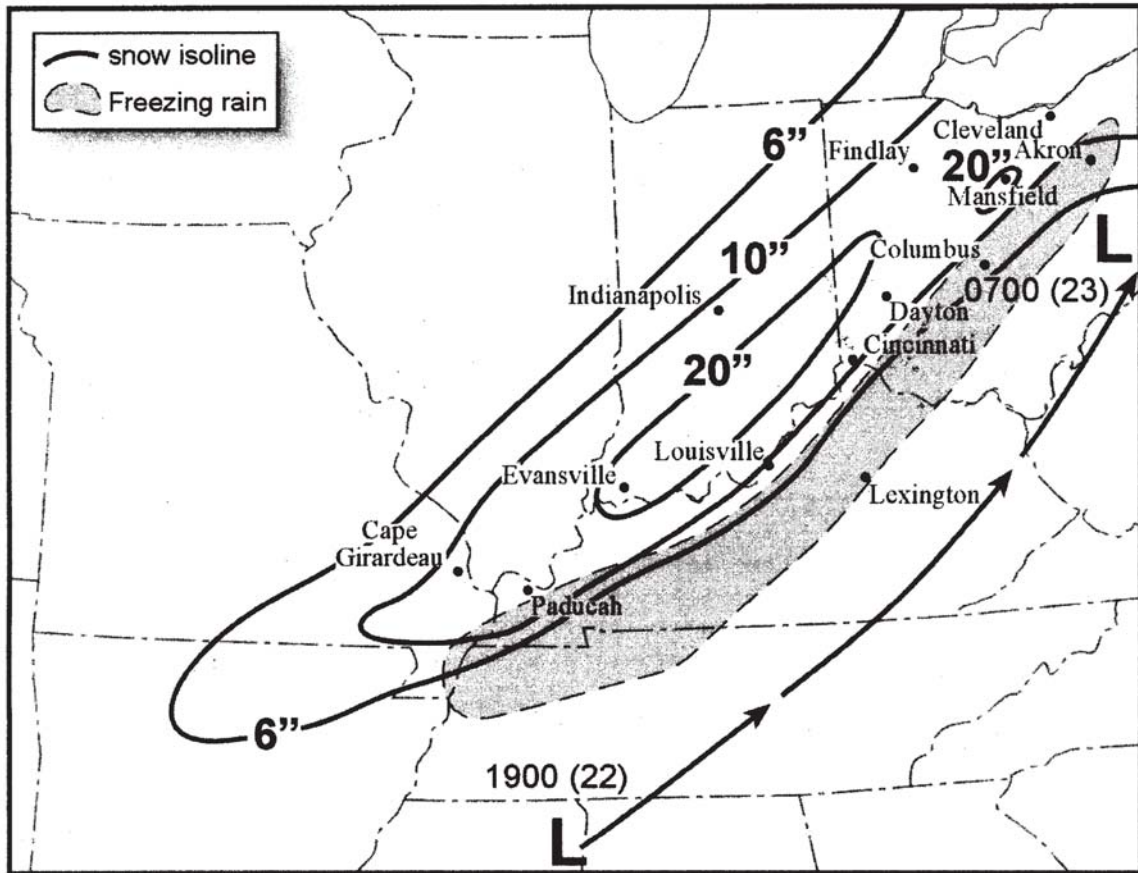 snow isoline
Freezing rain
6”
Cleveland
Findlay
20”
Akron
Mansfield
10”
Columbus
L
Indianapolis
0700 (23)
Dayton
Cincinnati
20”
Louisville
Evansville
Lexington
Cape
Girardeau
Paducah
6”
1900 (22)
L